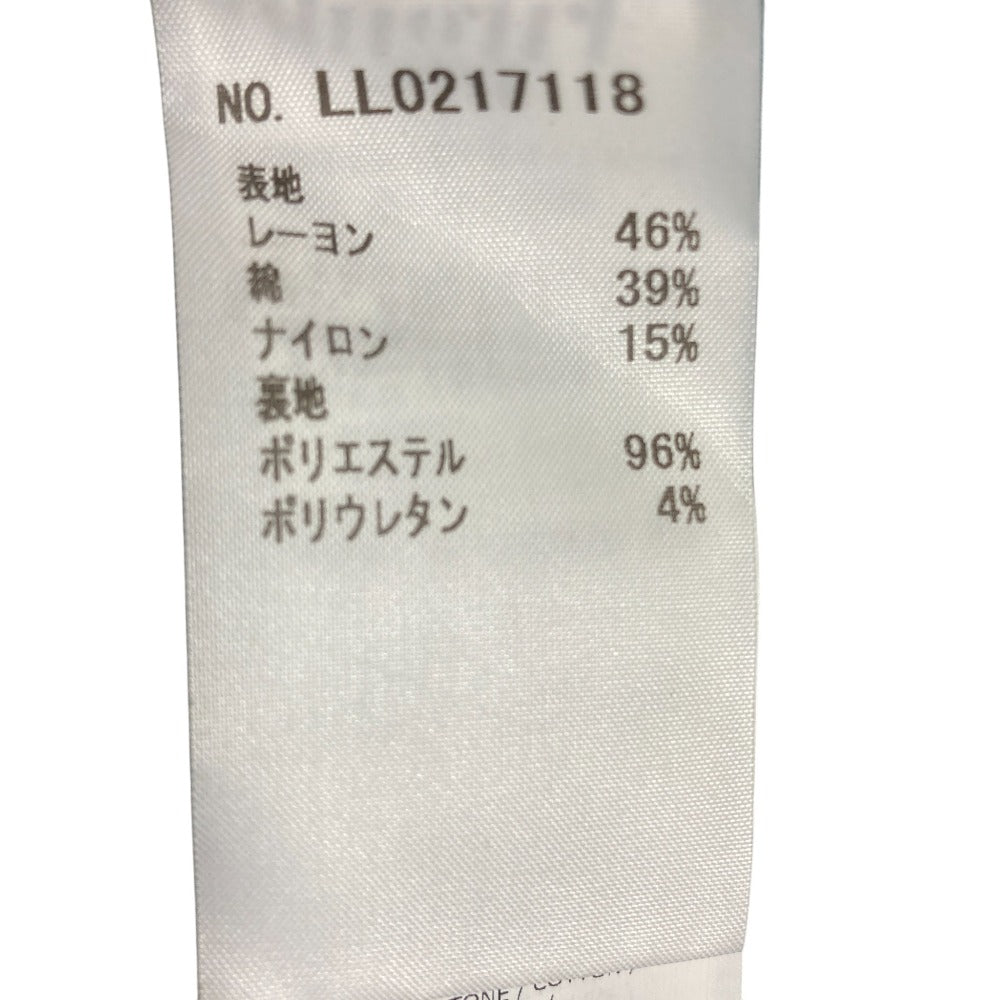 NO. LL0217118
表地
レーヨン 46%
綿 39%
ナイロン 15%
裏地
ポリエステル 96%
ポリウレタン 4%